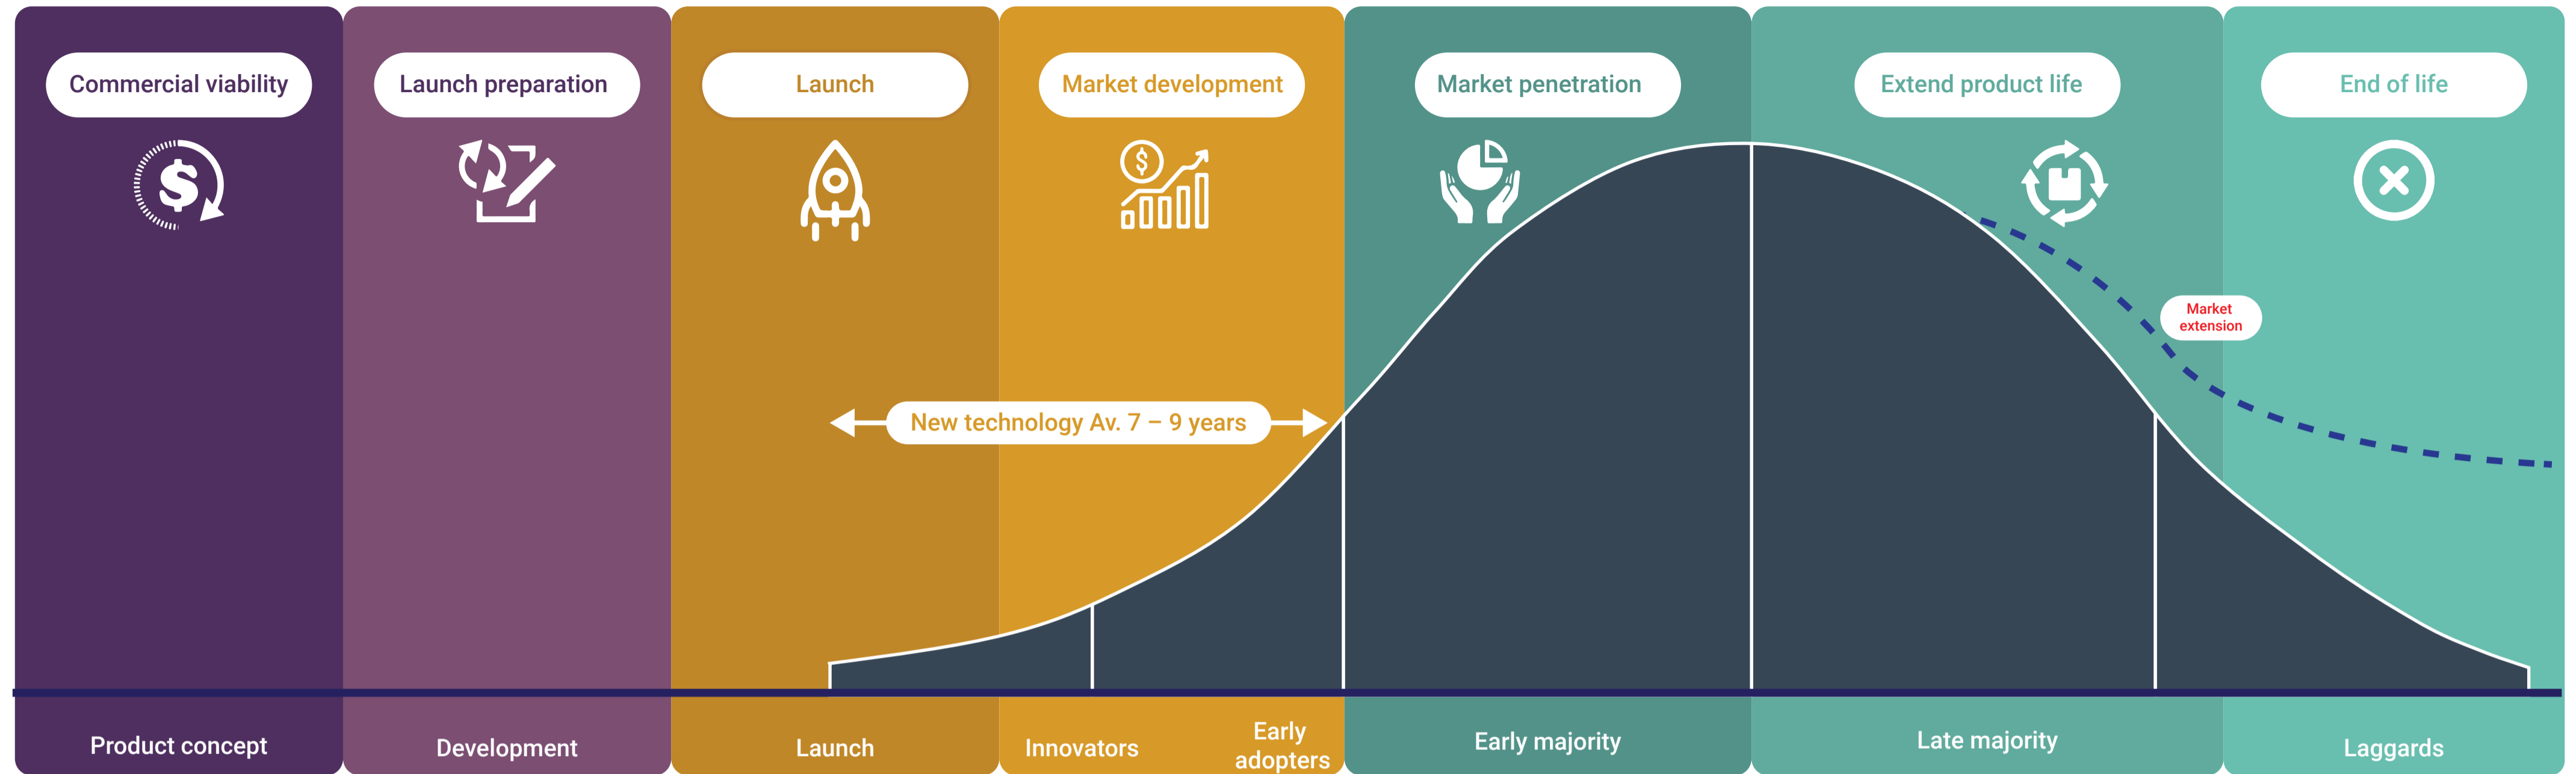 Commercial viability
Launch preparation
Launch
Market development
Market penetration
Extend product life
End of life
$
$
Market
extension
New technology Av. 7 – 9 years
Product concept
Development
Launch
Innovators
Early
adopters
Early majority
Late majority
Laggards